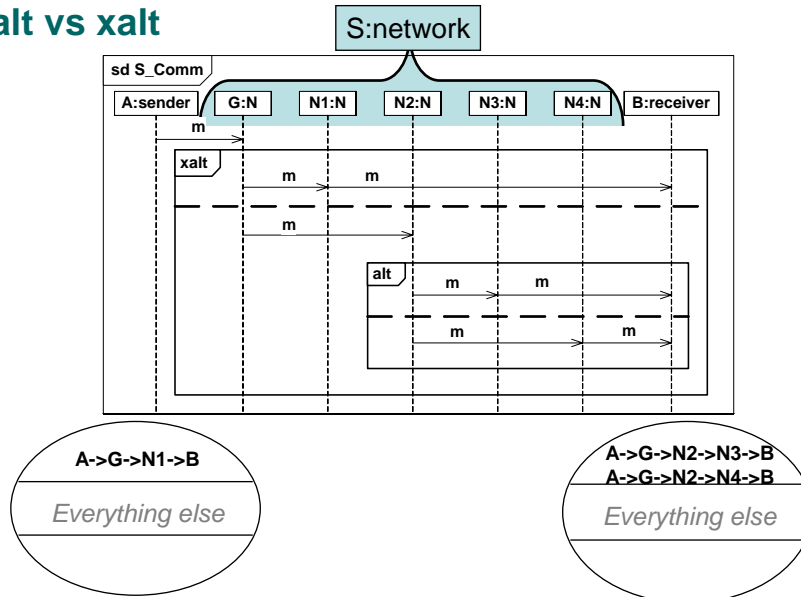 alt vs xalt
S:network
sd S_Comm
A:sender G:N N1:N N2:N N3:N N4:N B:receiver
m
xalt
m m
m
alt
m m
m m
A->G->N1->B
Everything else
A->G->N2->N3->B
A->G->N2->N4->B
Everything else